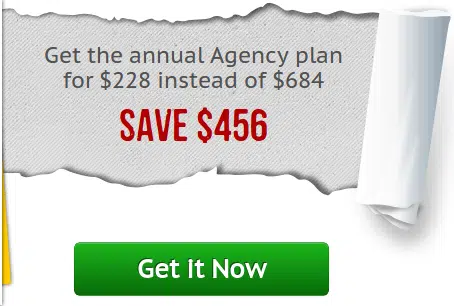 Get the annual Agency plan
for $228 instead of $684
SAVE $456
Get it Now